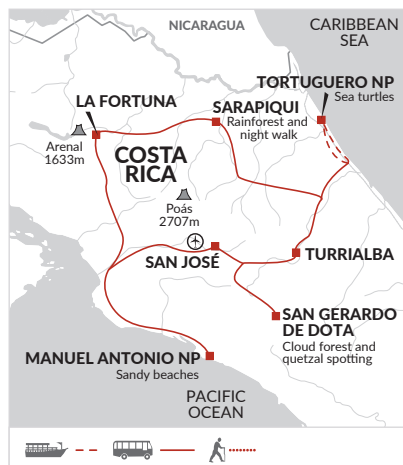 NICARAGUA
CARIBBEAN
SEA
TORTUGUERO NP
Sea turtles
LA FORTUNA
SARAPIQUI
Rainforest and
night walk
Arenal
1633m
COSTA
RICA
Poás
2707m
SAN JOSÉ
TURRIALBA
SAN GERARDO
DE DOTA
Cloud forest and
quetzal spotting
MANUEL ANTONIO NP
Sandy beaches
PACIFIC
OCEAN